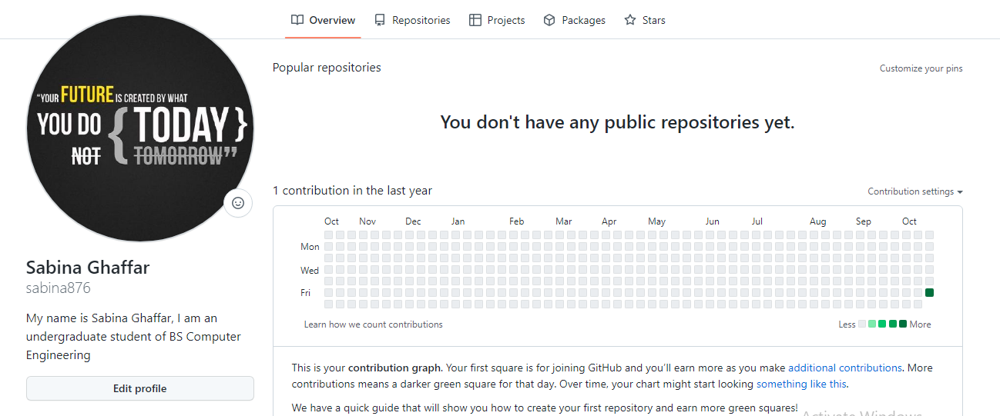 Overview Repositories Projects Packages Stars
"YOUR FUTURE IS CREATED BY WHAT
YOU DO { TODAY }
NOT TOMORROW"
Sabina Ghaffar
sabina876
My name is Sabina Ghaffar, I am an
undergraduate student of BS Computer
Engineering
Edit profile
Popular repositories
Customize your pins
You don't have any public repositories yet.
1 contribution in the last year
Contribution settings
Oct Nov Dec Jan Feb Mar Apr May Jun Jul Aug Sep Oct
Mon
Wed
Fri
Learn how we count contributions
Less More
This is your contribution graph. Your first square is for joining GitHub and you'll earn more as you make additional contributions. More
contributions means a darker green square for that day. Over time, your chart might start looking something like this.
We have a quick guide that will show you how to create your first repository and earn more green squares!
Activate Windows